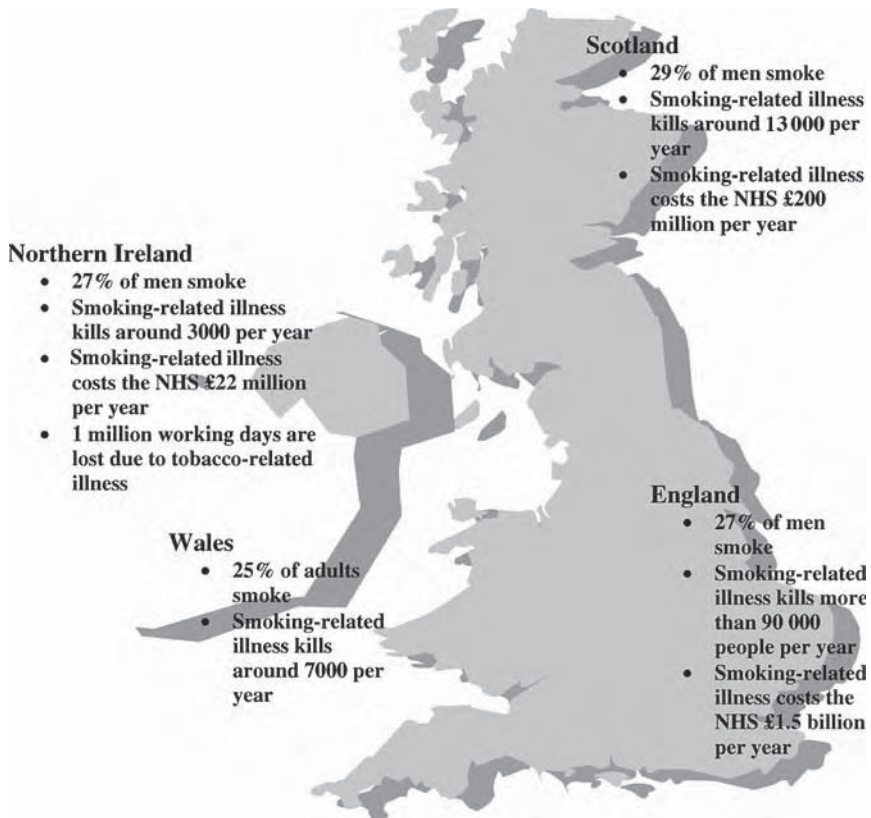 Scotland
• 29% of men smoke
• Smoking-related illness
kills around 13 000 per
year
• Smoking-related illness
costs the NHS £200
million per year
Northern Ireland
• 27% of men smoke
• Smoking-related illness
kills around 3000 per year
• Smoking-related illness
costs the NHS £22 million
per year
• 1 million working days are
lost due to tobacco-related
illness
Wales
• 25% of adults
smoke
• Smoking-related
illness kills
around 7000 per
year
England
• 27% of men
smoke
• Smoking-related
illness kills more
than 90 000
people per year
• Smoking-related
illness costs the
NHS £1.5 billion
per year